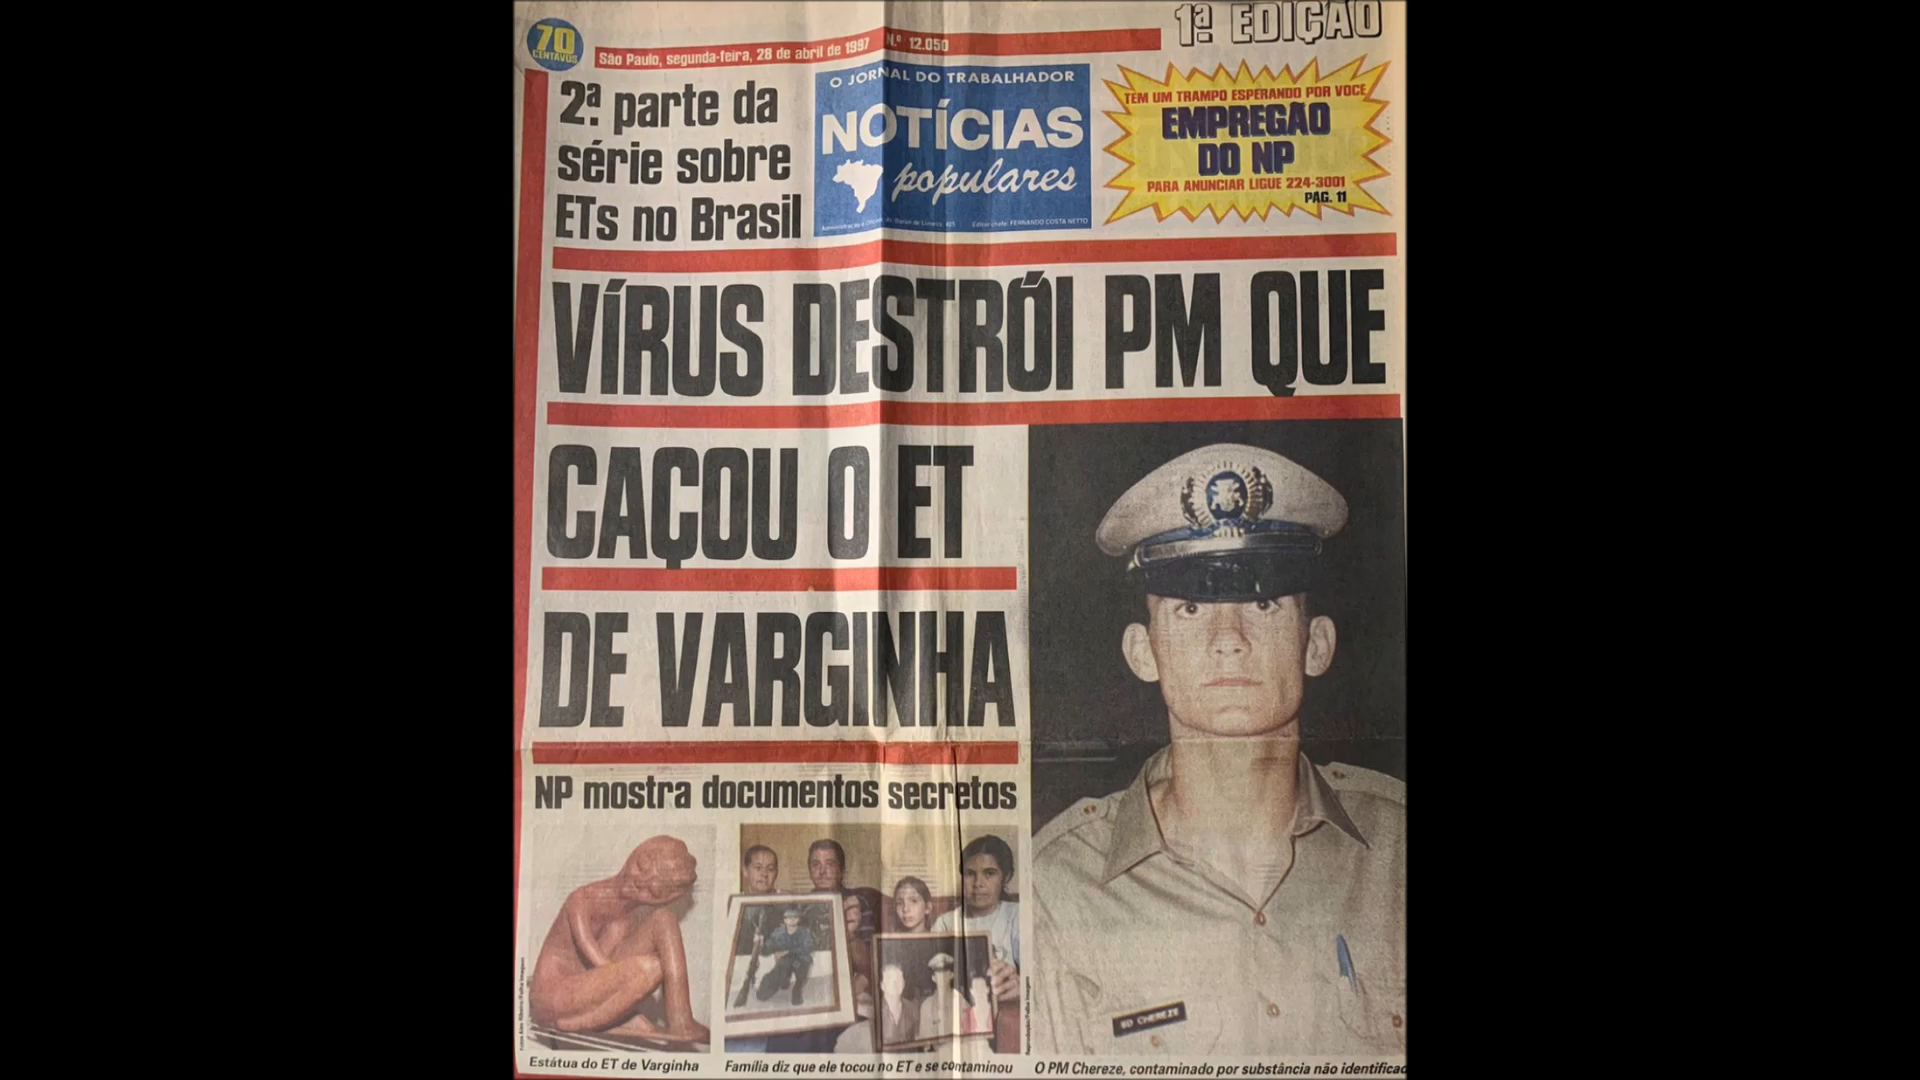 1ª EDIÇÃO
70
CENTAVOS
São Paulo, segunda-feira, 28 de abril de 1997 N.º 12.050
2ª parte da
série sobre
ETs no Brasil
O JORNAL DO TRABALHADOR
NOTÍCIAS
populares
Editor-chefe: FERNANDO COSTA NETTO
TEM UM TRAMPO ESPERANDO POR VOCÊ
EMPREGÃO
DO NP
PARA ANUNCIAR LIGUE 224-3001
PÁG. 11
VÍRUS DESTRÓI PM QUE
CAÇOU O ET
DE VARGINHA
NP mostra documentos secretos
Estátua do ET de Varginha
Família diz que ele tocou no ET e se contaminou
CHEREZE
O PM Chereze, contaminado por substância não identificad